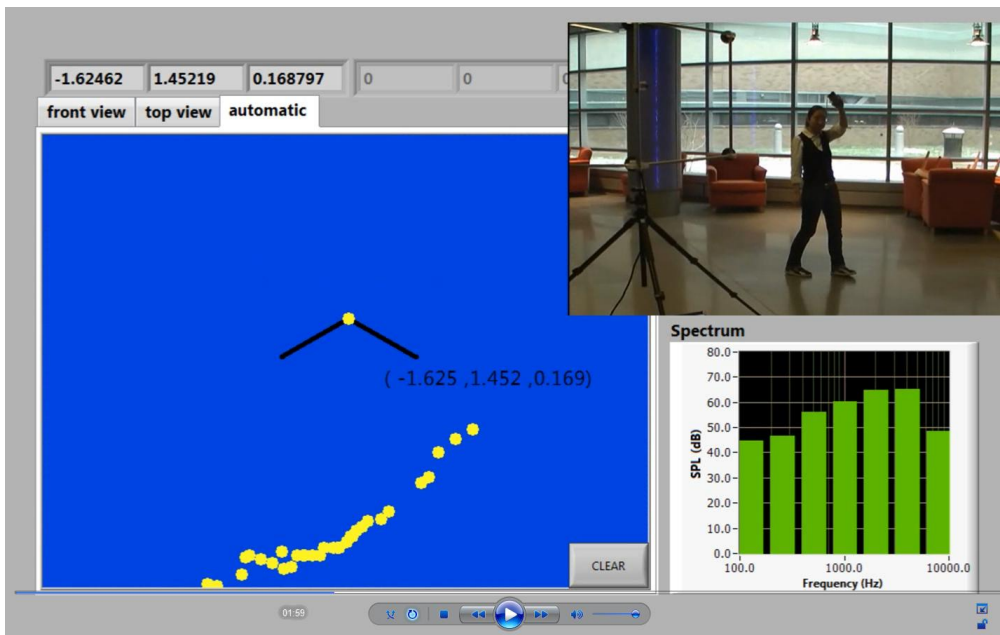 -1.62462 1.45219 0.168797 0 0
front view top view automatic
( -1.625 ,1.452 ,0.169)
CLEAR
Spectrum
80.0
70.0
60.0
50.0
40.0
30.0
20.0
10.0
0.0
SPL (dB)
100.0 1000.0 10000.0
Frequency (Hz)
01:59